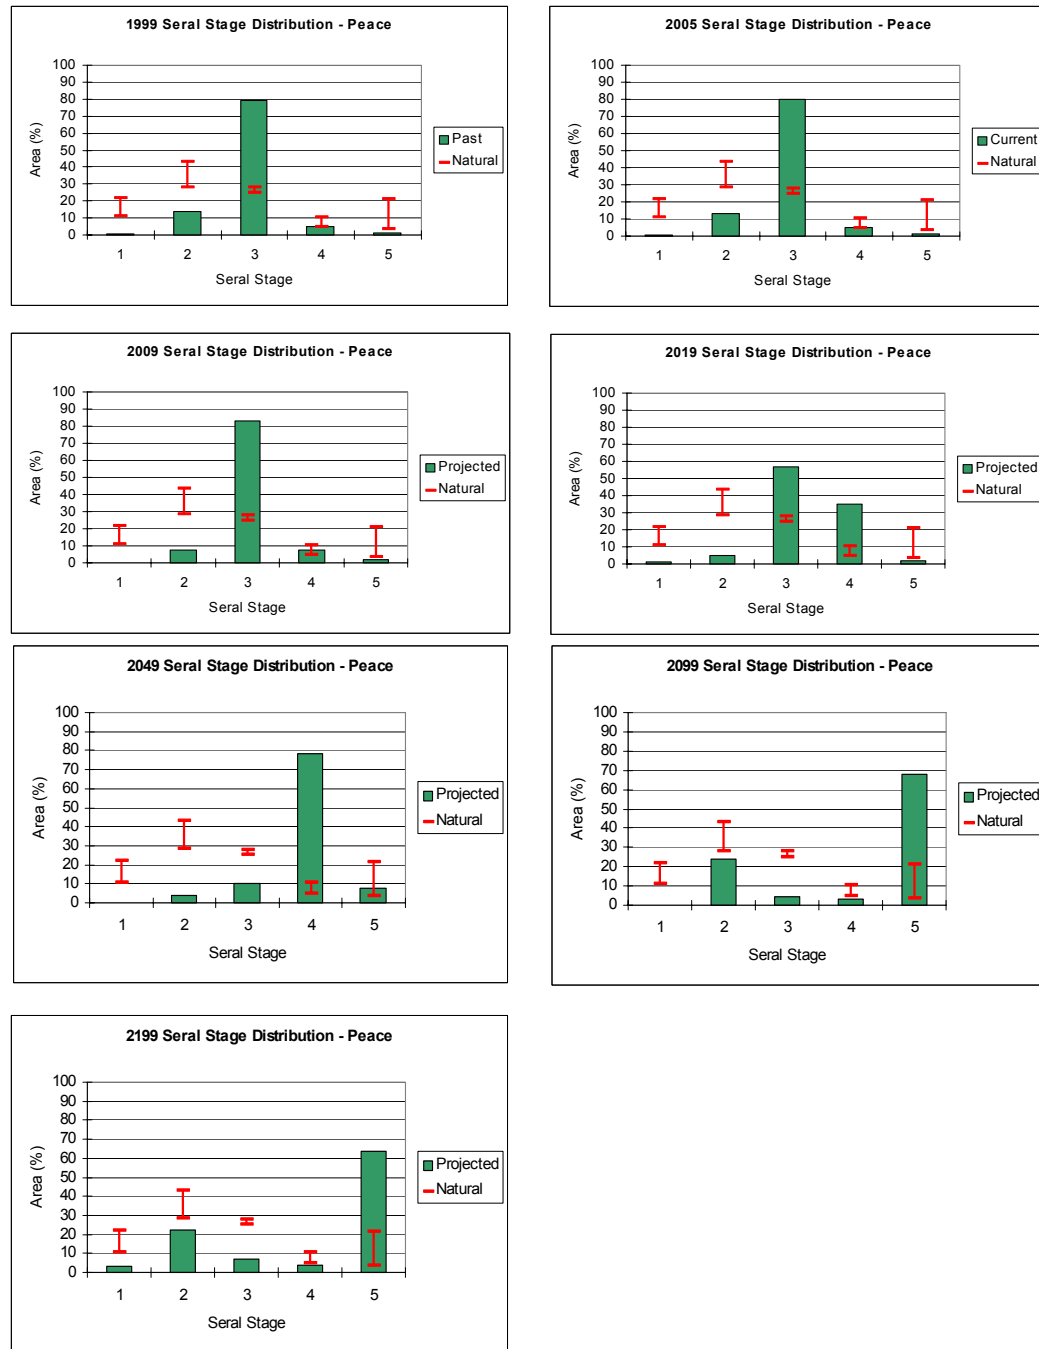 1999 Seral Stage Distribution - Peace
100
90
80
70
60
50
40
30
20
10
0
Area (%)
1 2 3 4 5
Seral Stage
Past
Natural
2005 Seral Stage Distribution - Peace
100
90
80
70
60
50
40
30
20
10
0
Area (%)
1 2 3 4 5
Seral Stage
Current
Natural
2009 Seral Stage Distribution - Peace
100
90
80
70
60
50
40
30
20
10
0
Area (%)
1 2 3 4 5
Seral Stage
Projected
Natural
2019 Seral Stage Distribution - Peace
100
90
80
70
60
50
40
30
20
10
0
Area (%)
1 2 3 4 5
Seral Stage
Projected
Natural
2049 Seral Stage Distribution - Peace
100
90
80
70
60
50
40
30
20
10
0
Area (%)
1 2 3 4 5
Seral Stage
Projected
Natural
2099 Seral Stage Distribution - Peace
100
90
80
70
60
50
40
30
20
10
0
Area (%)
1 2 3 4 5
Seral Stage
Projected
Natural
2199 Seral Stage Distribution - Peace
100
90
80
70
60
50
40
30
20
10
0
Area (%)
1 2 3 4 5
Seral Stage
Projected
Natural